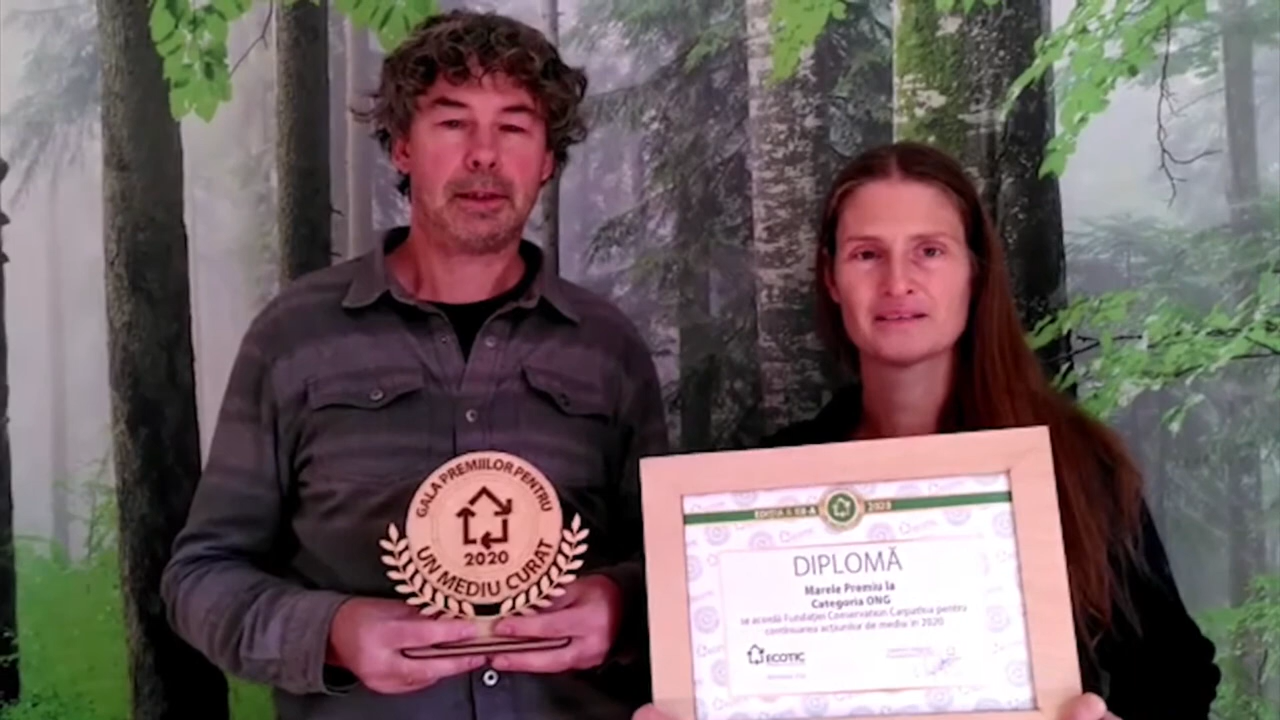 GALA PREMIILOR PENTRU
2020
UN MEDIU CURAT
EDIȚIA A XII-A 2020
DIPLOMĂ
Marele Premiu la
Categoria ONG
se acordă Fundației Conservation Carpathia pentru
continuarea acțiunilor de mediu în 2020
ECOTIC